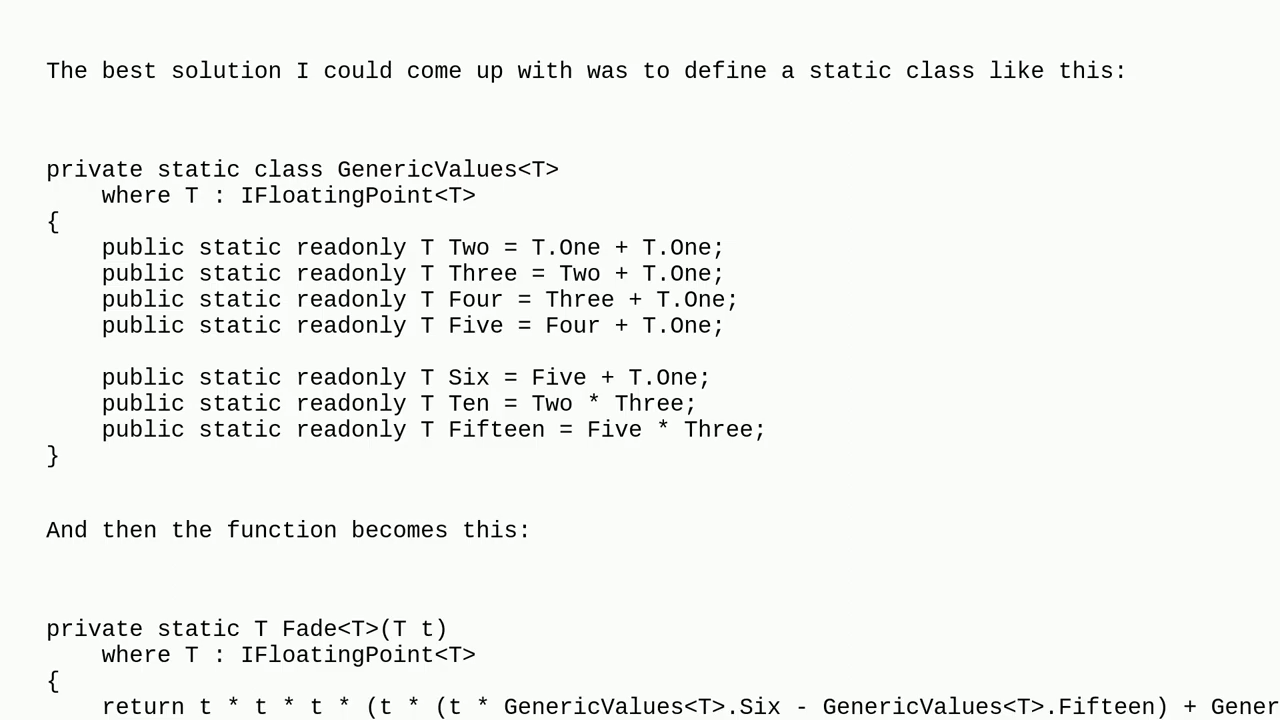 The best solution I could come up with was to define a static class like this:
private static class GenericValues<T>
    where T : IFloatingPoint<T>
{
    public static readonly T Two = T.One + T.One;
    public static readonly T Three = Two + T.One;
    public static readonly T Four = Three + T.One;
    public static readonly T Five = Four + T.One;
    public static readonly T Six = Five + T.One;
    public static readonly T Ten = Two * Three;
    public static readonly T Fifteen = Five * Three;
}
And then the function becomes this:
private static T Fade<T>(T t)
    where T : IFloatingPoint<T>
{
    return t * t * t * (t * (t * GenericValues<T>.Six - GenericValues<T>.Fifteen) + Gener